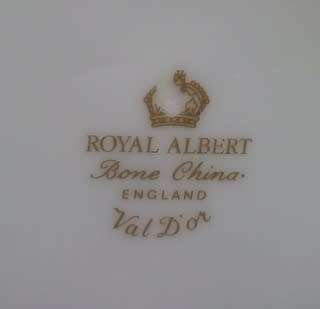 ROYAL ALBERT
Bone China.
ENGLAND
Val D'or